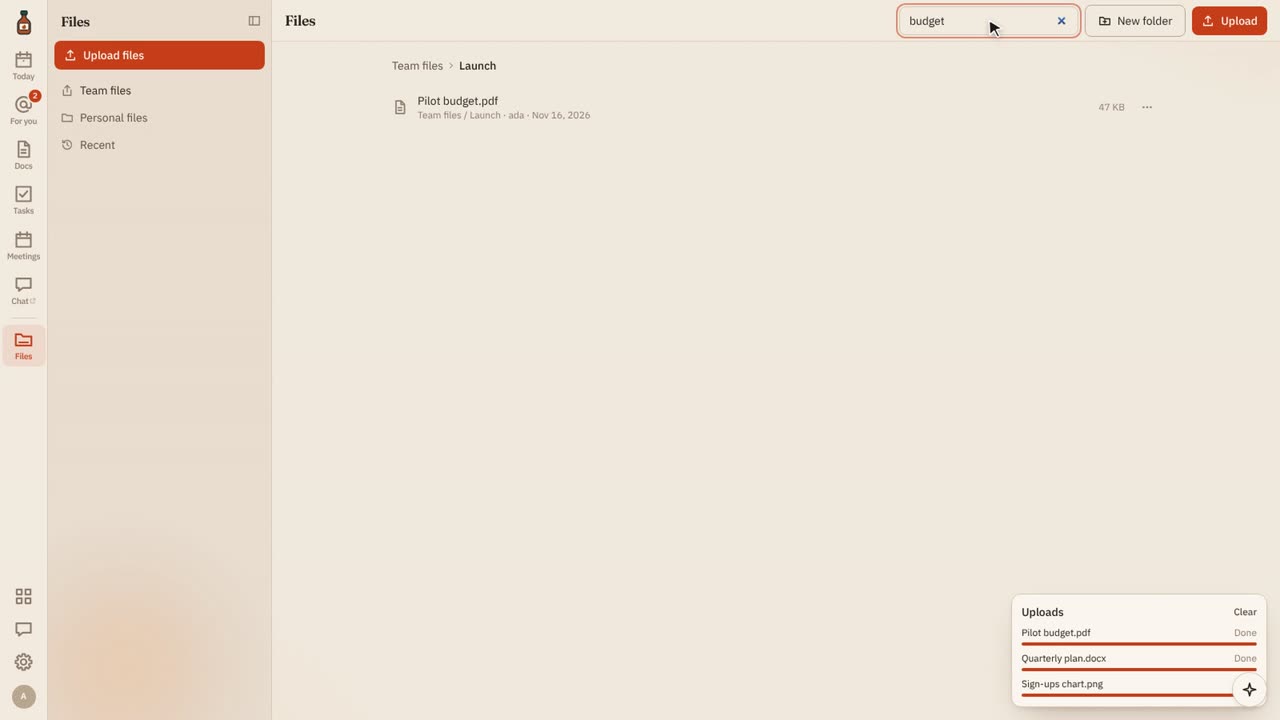 Files
Upload files
Team files
Personal files
Recent
Today
2
For you
Docs
Tasks
Meetings
Chat
Files
A
Files
budget
New folder
Upload
Team files > Launch
Pilot budget.pdf
Team files / Launch · ada · Nov 16, 2026
47 KB
Uploads
Clear
Pilot budget.pdf
Done
Quarterly plan.docx
Done
Sign-ups chart.png